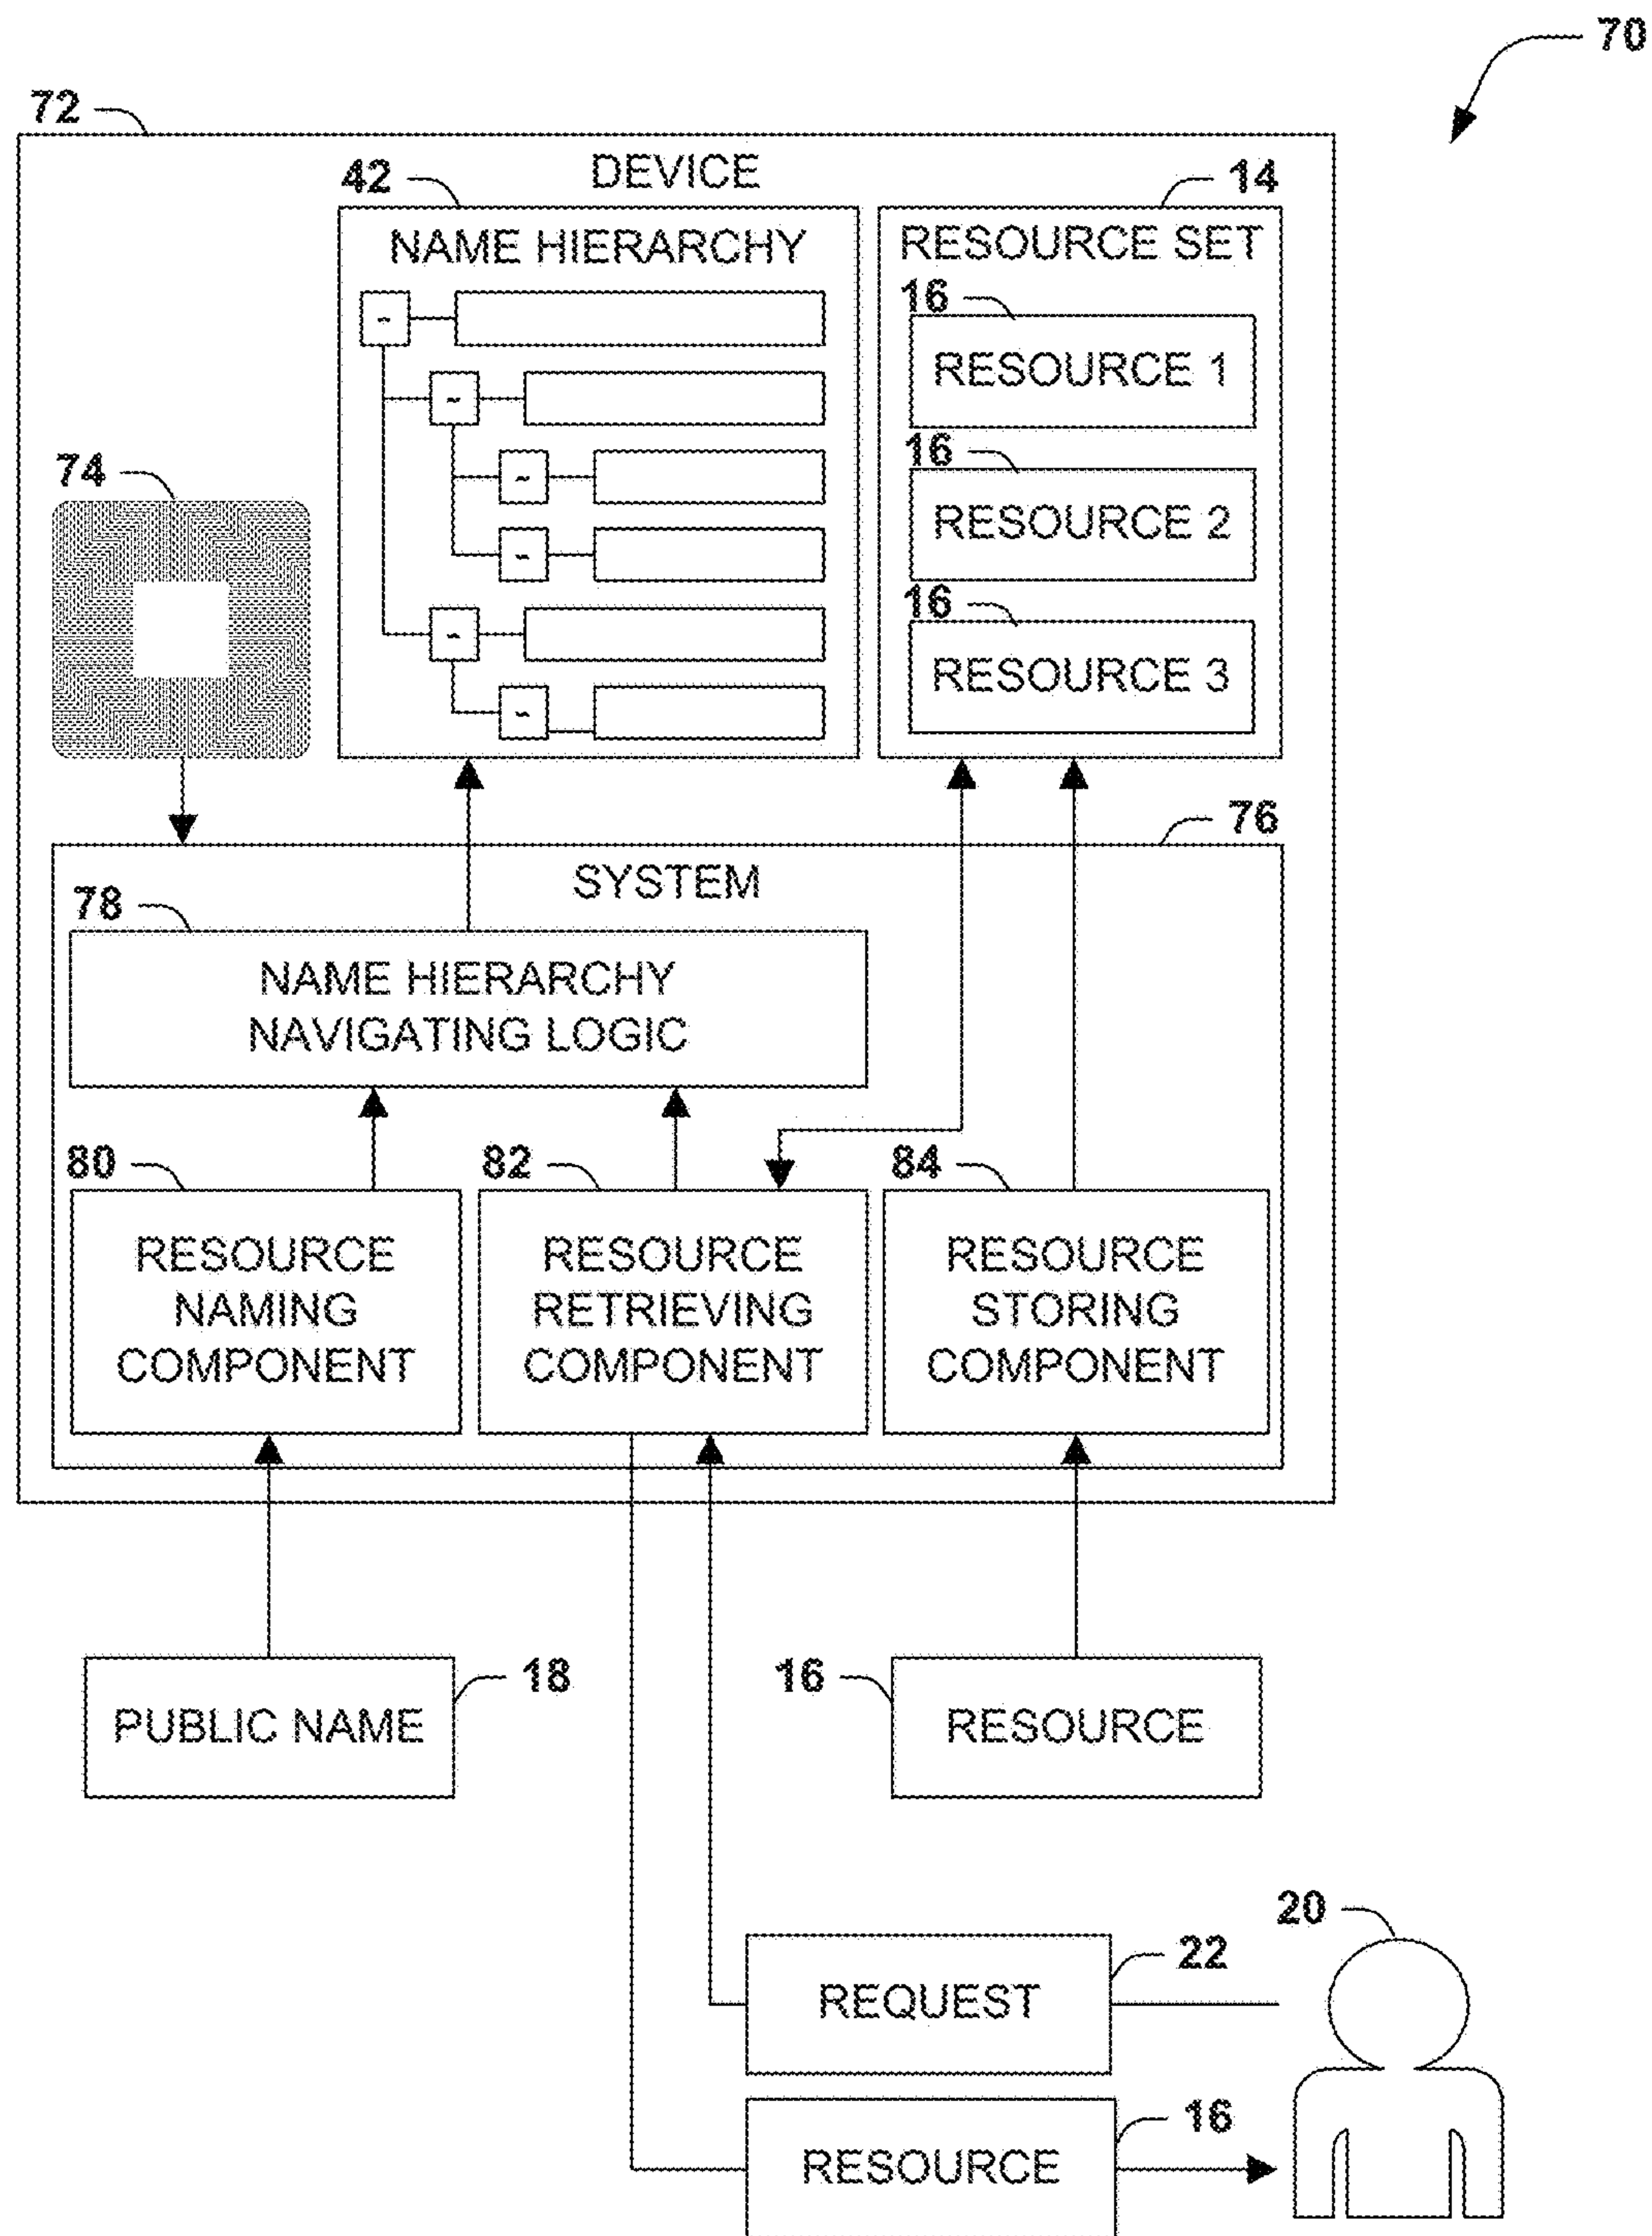 70
72
DEVICE
42
14
NAME HIERARCHY
RESOURCE SET
16
RESOURCE 1
16
RESOURCE 2
16
RESOURCE 3
74
76
SYSTEM
78
NAME HIERARCHY
NAVIGATING LOGIC
80
82
84
RESOURCE
NAMING
COMPONENT
RESOURCE
RETRIEVING
COMPONENT
RESOURCE
STORING
COMPONENT
PUBLIC NAME
18
16
RESOURCE
20
REQUEST
22
RESOURCE
16